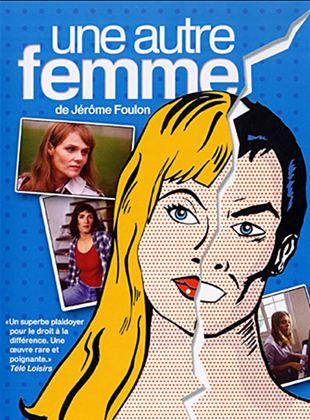 une autre
femme
de Jérôme Foulon
«Un superbe plaidoyer
pour le droit à la
différence. Une
œuvre rare et
poignante.»
Télé Loisirs